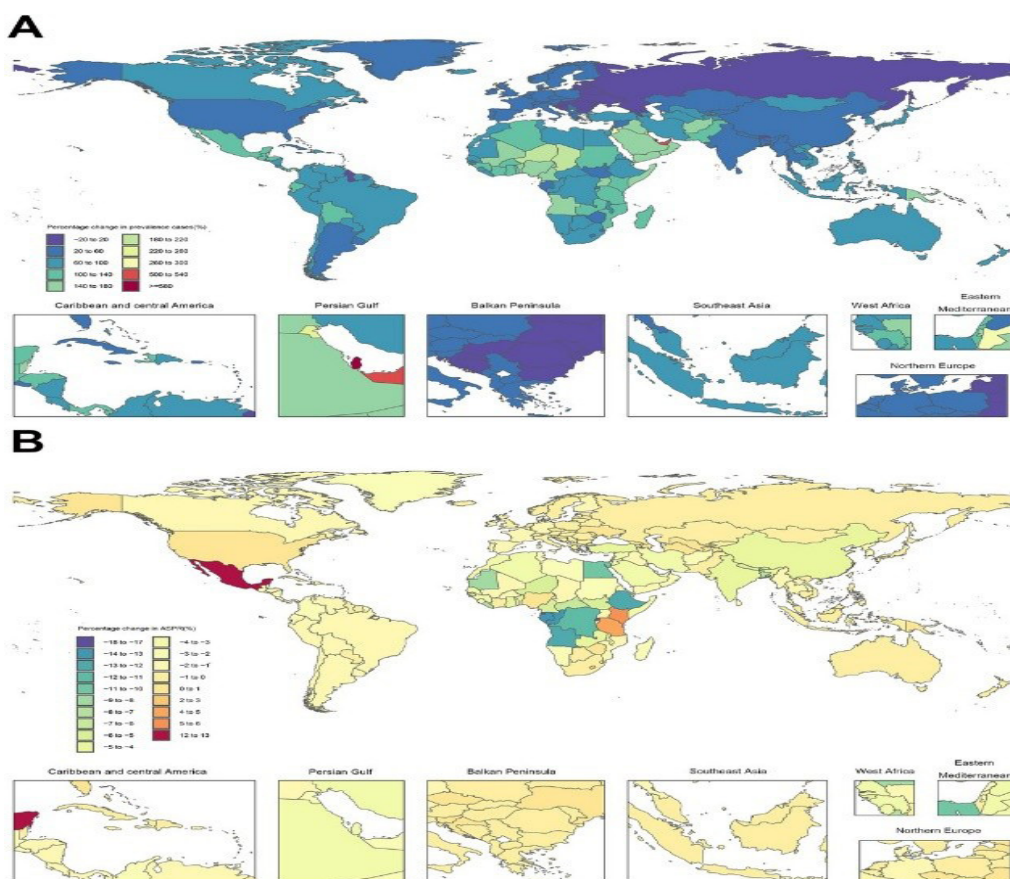 A
Percentage change in prevalence cases(%)
−20 to 20
20 to 60
60 to 100
100 to 140
140 to 180
180 to 220
220 to 260
260 to 300
500 to 540
>=580
Caribbean and central America
Persian Gulf
Balkan Peninsula
Southeast Asia
West Africa
Eastern
Mediterranean
Northern Europe
B
Percentage change in ASPR(%)
−14 to −13
−13 to −12
−12 to −11
−11 to −10
−8 to −7
−7 to −6
−6 to −5
−5 to −4
−4 to −3
−3 to −2
−2 to −1
−1 to 0
0 to 1
2 to 3
4 to 5
5 to 6
12 to 13
Caribbean and central America
Persian Gulf
Balkan Peninsula
Southeast Asia
West Africa
Eastern
Mediterranean
Northern Europe